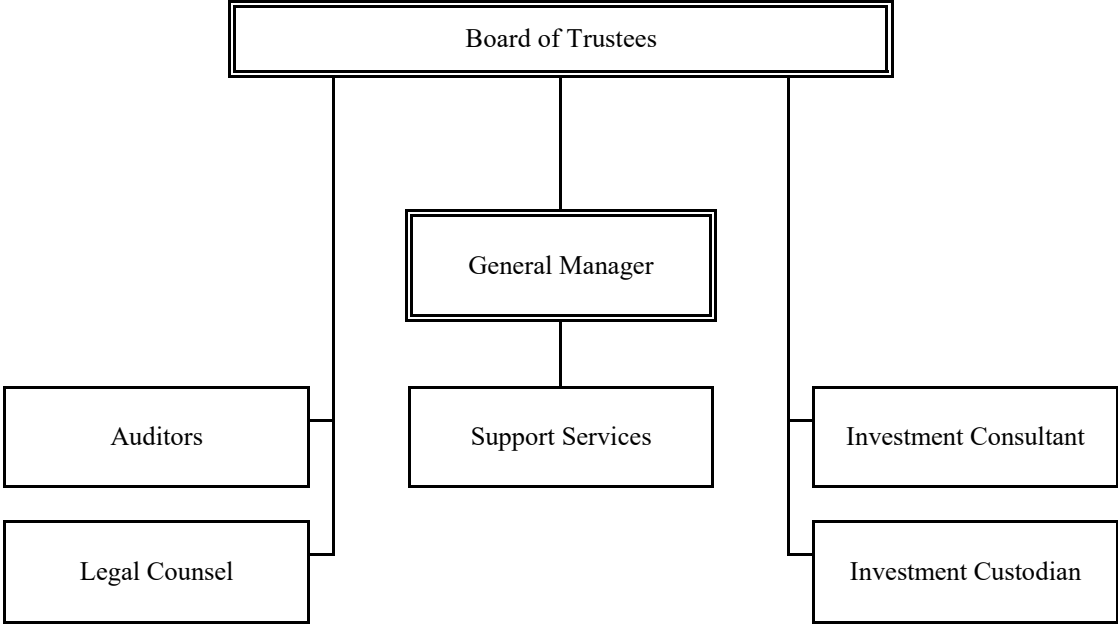 Board of Trustees
General Manager
Auditors
Support Services
Investment Consultant
Legal Counsel
Investment Custodian